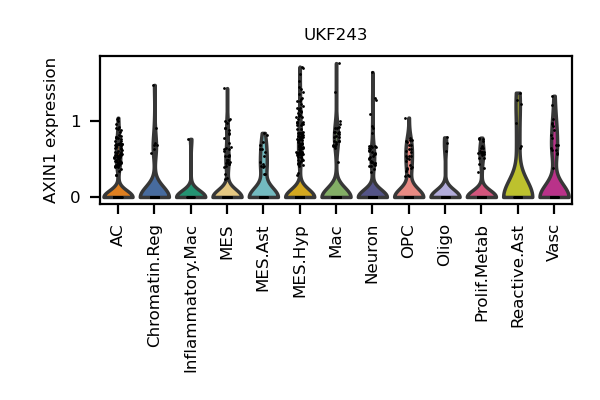 UKF243
AXIN1 expression
1
0
AC
Chromatin.Reg
Inflammatory.Mac
MES
MES.Ast
MES.Hyp
Mac
Neuron
OPC
Oligo
Prolif.Metab
Reactive.Ast
Vasc